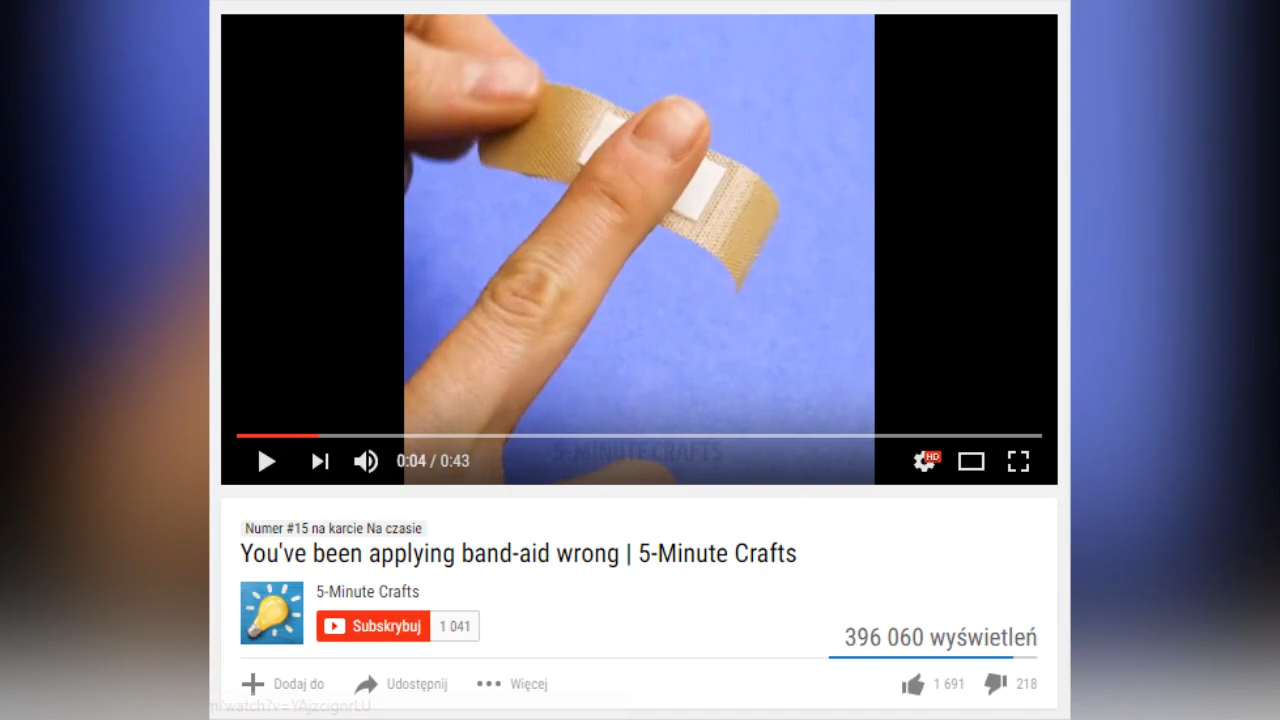 5-MINUTE CRAFTS
0:04 / 0:43
HD
Numer #15 na karcie Na czasie
You've been applying band-aid wrong | 5-Minute Crafts
5-Minute Crafts
Subskrybuj 1 041
396 060 wyświetleń
Dodaj do Udostępnij Więcej 1 691 218